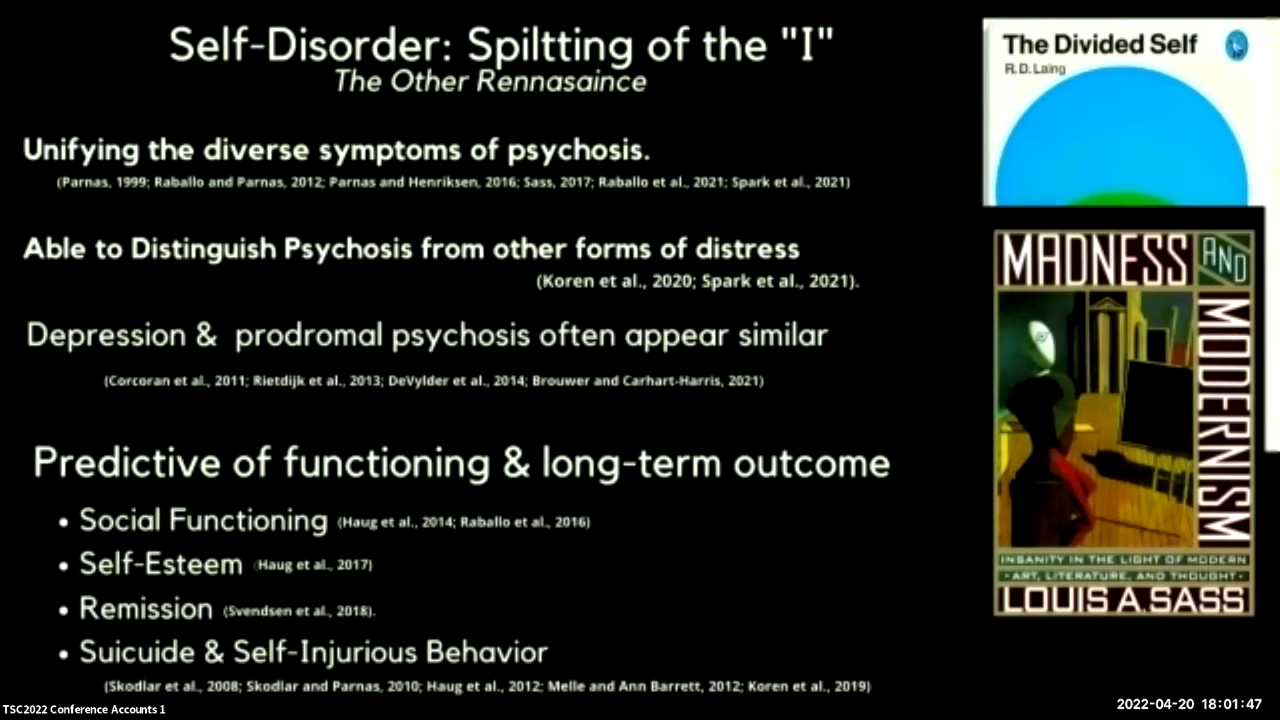 Self-Disorder: Spiltting of the "I"
The Other Rennasaince
Unifying the diverse symptoms of psychosis.
(Parnas, 1999; Raballo and Parnas, 2012; Parnas and Henriksen, 2016; Sass, 2017; Raballo et al., 2021; Spark et al., 2021)
Able to Distinguish Psychosis from other forms of distress
(Koren et al., 2020; Spark et al., 2021).
Depression & prodromal psychosis often appear similar
(Corcoran et al., 2011; Rietdijk et al., 2013; DeVylder et al., 2014; Brouwer and Carhart-Harris, 2021)
Predictive of functioning & long-term outcome
• Social Functioning (Haug et al., 2014; Raballo et al., 2016)
• Self-Esteem (Haug et al., 2017)
• Remission (Svendsen et al., 2018).
• Suicuide & Self-Injurious Behavior
(Skodlar et al., 2008; Skodlar and Parnas, 2010; Haug et al., 2012; Melle and Ann Barrett, 2012; Koren et al., 2019)
The Divided Self
R.D. Laing
MADNESS AND
MODERNISM
INSANITY IN THE LIGHT OF MODERN
• ART, LITERATURE, AND THOUGHT •
LOUIS A. SASS
TSC2022 Conference Accounts 1
2022-04-20 18:01:47